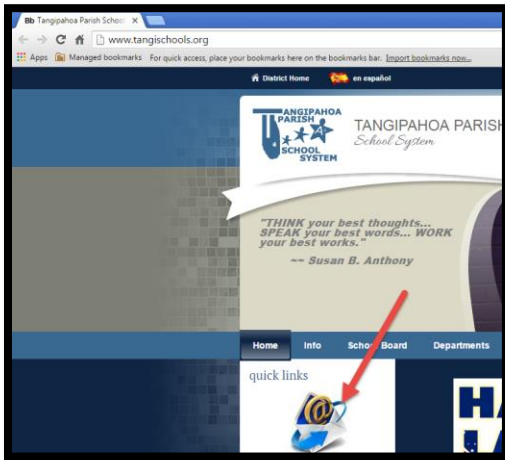 Bb Tangipahoa Parish School
www.tangischools.org
Apps Managed bookmarks For quick access, place your bookmarks here on the bookmarks bar. Import bookmarks now...
District Home en español
TANGIPAHOA
PARISH
SCHOOL
SYSTEM
TANGIPAHOA PARISH
School System
"THINK your best thoughts...
SPEAK your best words... WORK
your best works."
~~ Susan B. Anthony
Home Info School Board Departments
quick links
@